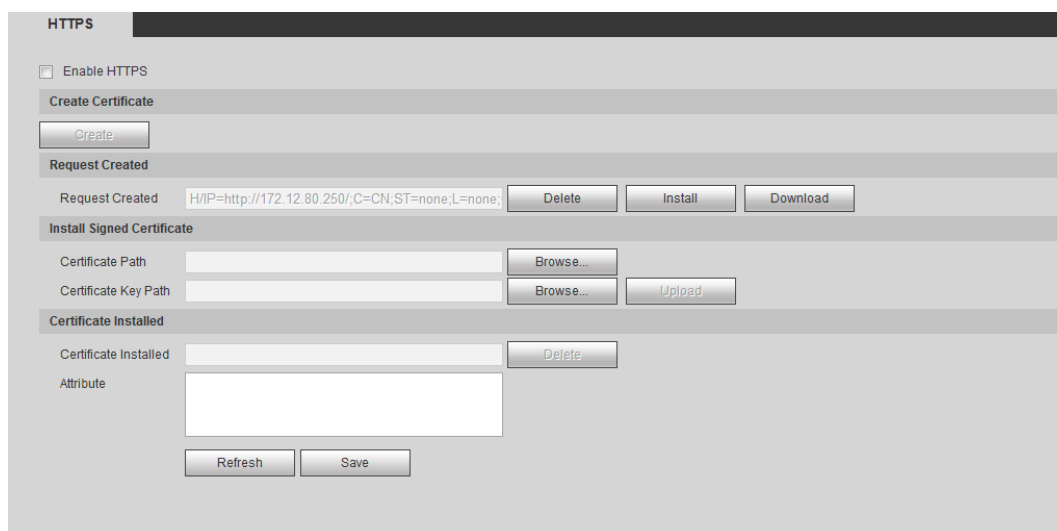 HTTPS
Enable HTTPS
Create Certificate
Create
Request Created
Request Created H/IP=http://172.12.80.250/;C=CN;ST=none;L=none; Delete Install Download
Install Signed Certificate
Certificate Path Browse...
Certificate Key Path Browse... Upload
Certificate Installed
Certificate Installed Delete
Attribute
Refresh Save